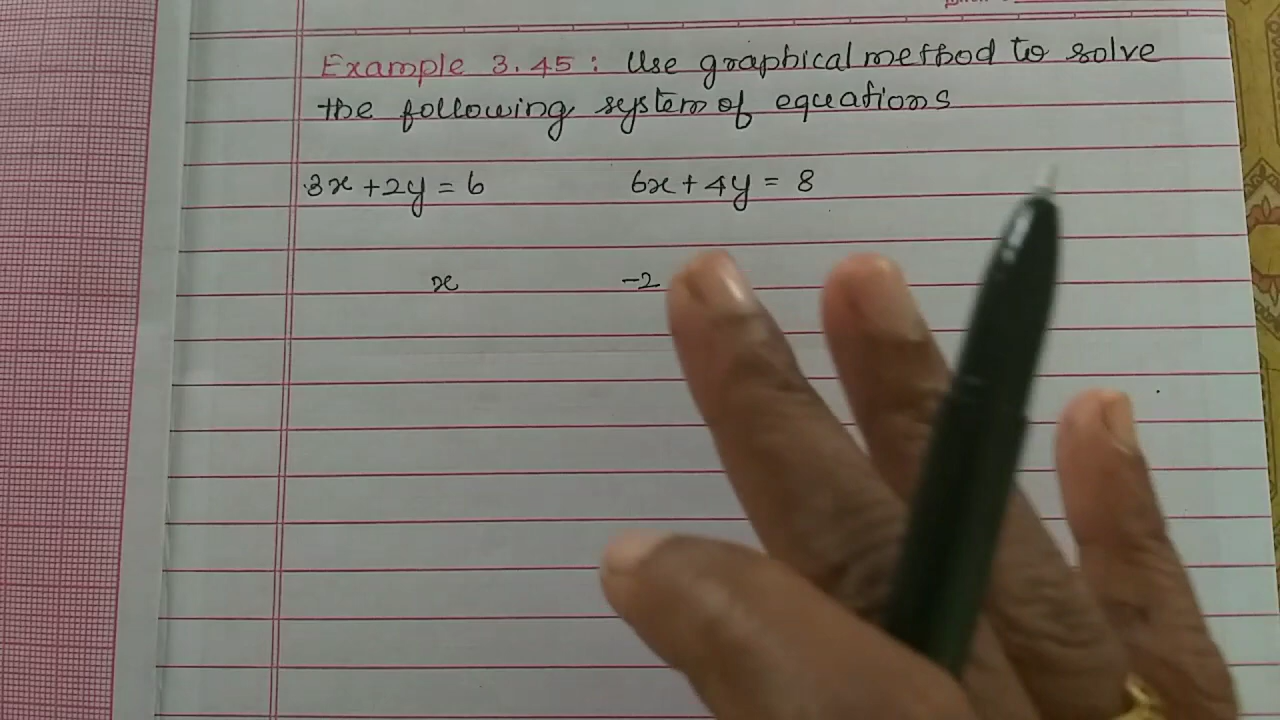 Example 3.45 : Use graphical method to solve
the following system of equations
3x + 2y = 6 6x + 4y = 8
x -2